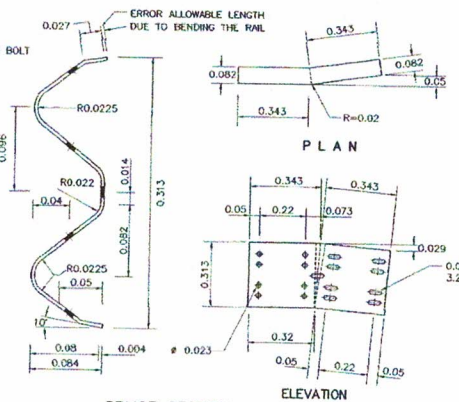 ERROR ALLOWABLE LENGTH
0.027
DUE TO BENDING THE RAIL
BOLT
R0.0225
0.096
R0.022
0.014
0.313
0.04
0.082
R0.0225
0.05
10°
0.08
0.004
0.084
0.343
0.082
0.082
0.05
0.343
R=0.02
PLAN
0.343
0.343
0.05
0.22
0.073
0.029
0.313
ø 0.023
0.32
0.05
0.22
0.05
ELEVATION